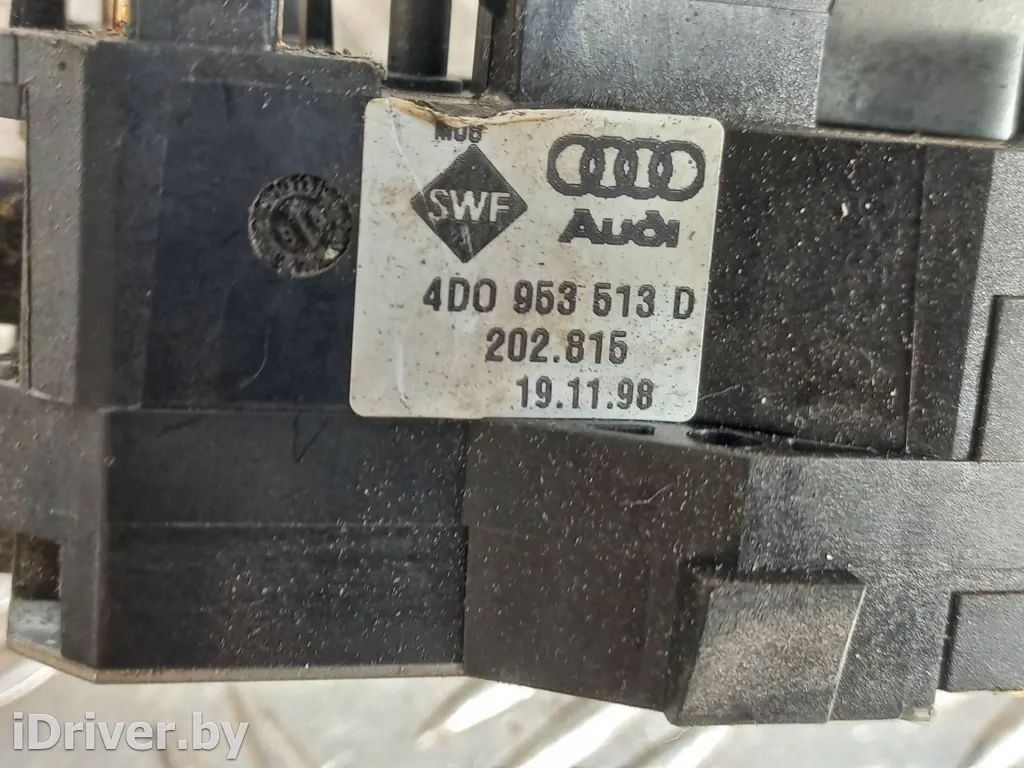 SWF
Audi
4D0 953 513 D
202.815
19.11.98
iDriver.by